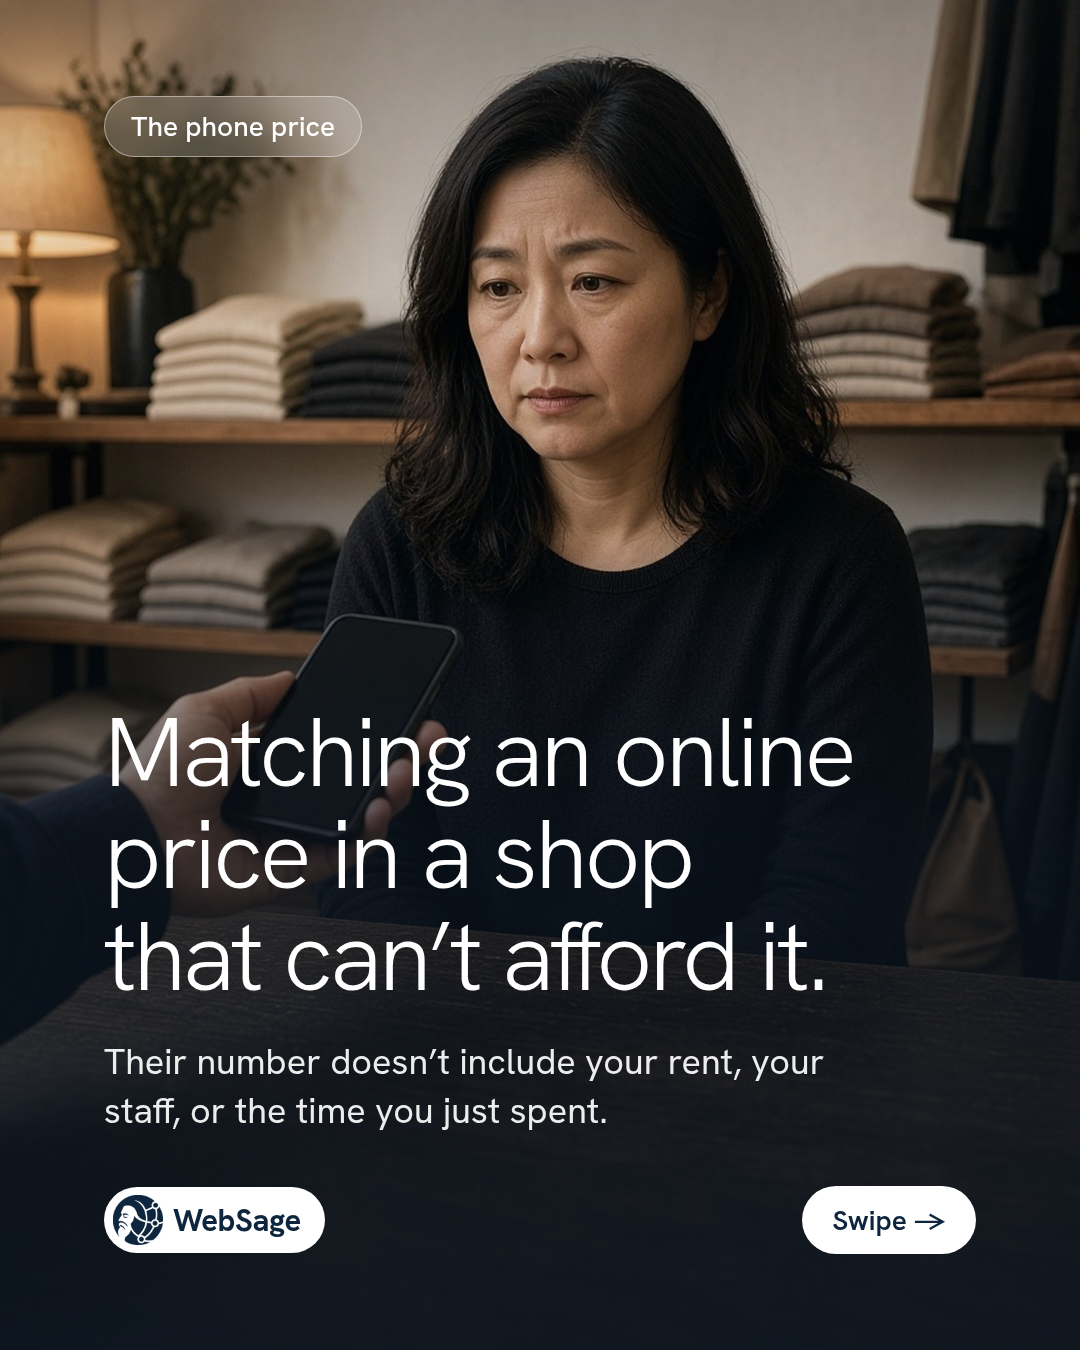 The phone price
Matching an online
price in a shop
that can’t afford it.
Their number doesn’t include your rent, your
staff, or the time you just spent.
WebSage
Swipe →